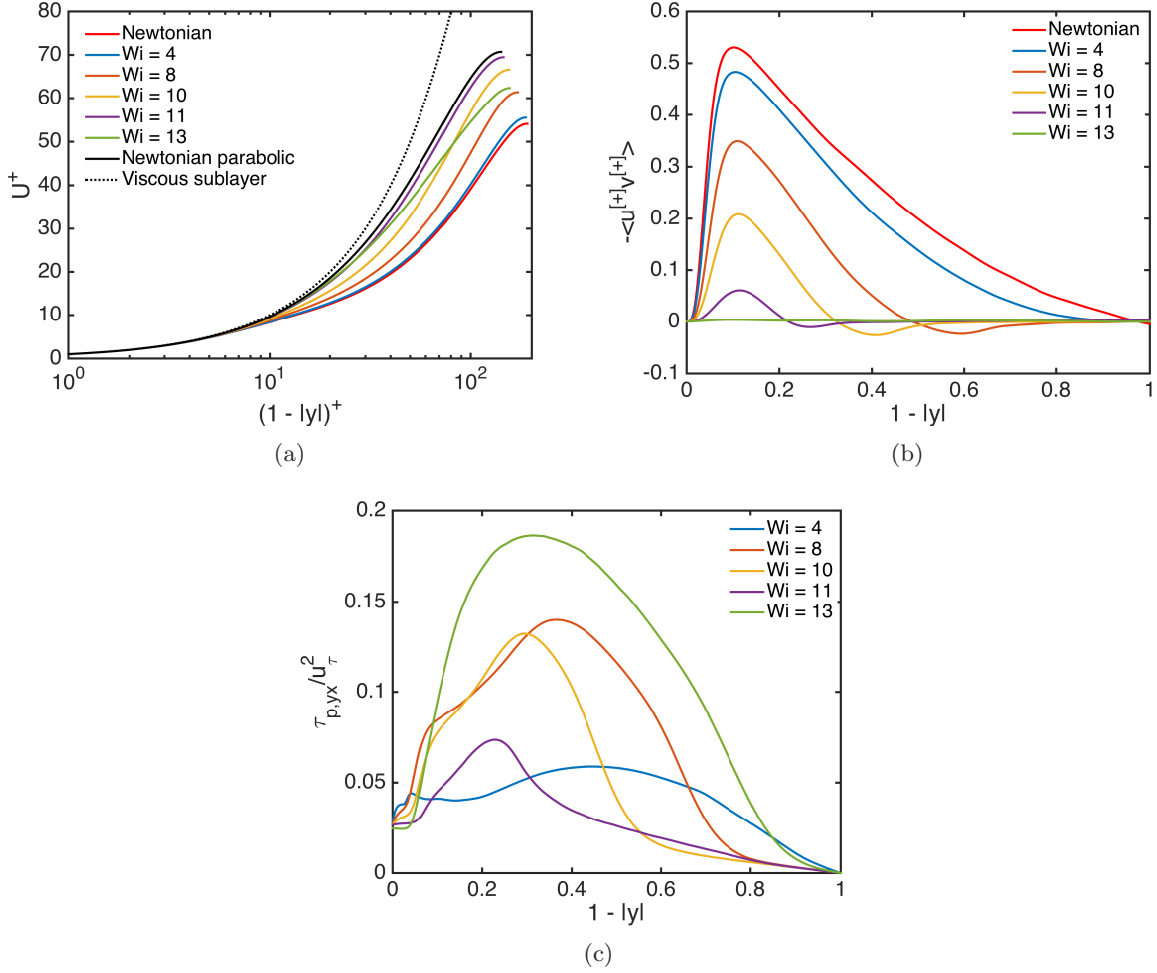 80
70
60
50
40
30
20
10
0
U+
Newtonian
Wi = 4
Wi = 8
Wi = 10
Wi = 11
Wi = 13
Newtonian parabolic
Viscous sublayer
10^0
10^1
10^2
(1 - |y|)+
(a)
0.6
0.5
0.4
0.3
0.2
0.1
0
-0.1
-<u[+]v[+]>
Newtonian
Wi = 4
Wi = 8
Wi = 10
Wi = 11
Wi = 13
0
0.2
0.4
0.6
0.8
1
1 - |y|
(b)
0.2
0.15
0.1
0.05
0
τp,yx/u²τ
Wi = 4
Wi = 8
Wi = 10
Wi = 11
Wi = 13
0
0.2
0.4
0.6
0.8
1
1 - |y|
(c)